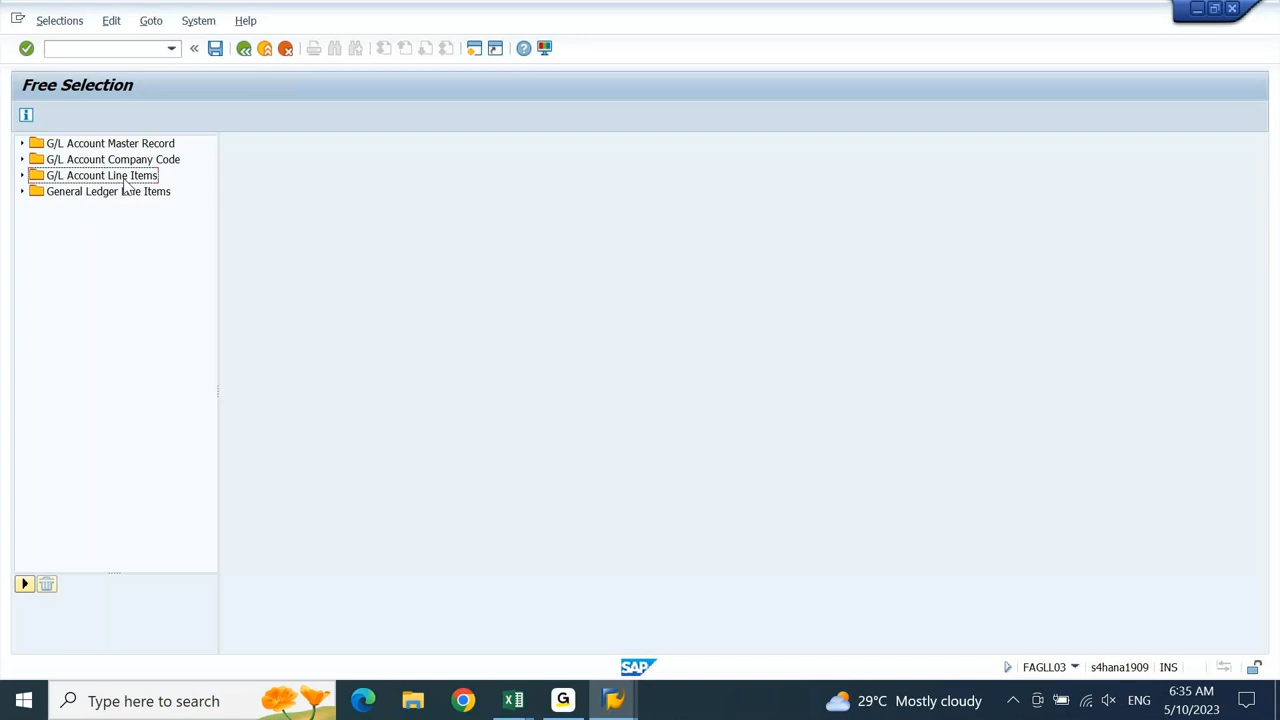 Selections Edit Goto System Help
Free Selection
G/L Account Master Record
G/L Account Company Code
G/L Account Line Items
General Ledger Line Items
SAP
FAGLL03 s4hana1909 INS
Type here to search
29°C Mostly cloudy
ENG
6:35 AM
5/10/2023